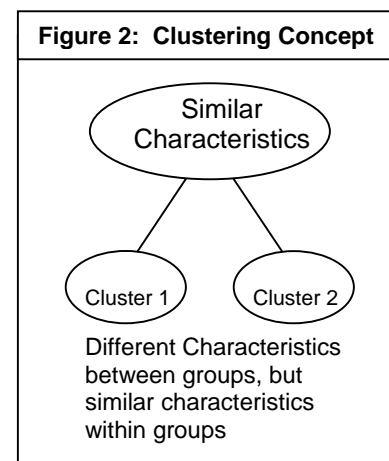 Figure 2: Clustering Concept
Similar
Characteristics
Cluster 1
Cluster 2
Different Characteristics
between groups, but
similar characteristics
within groups